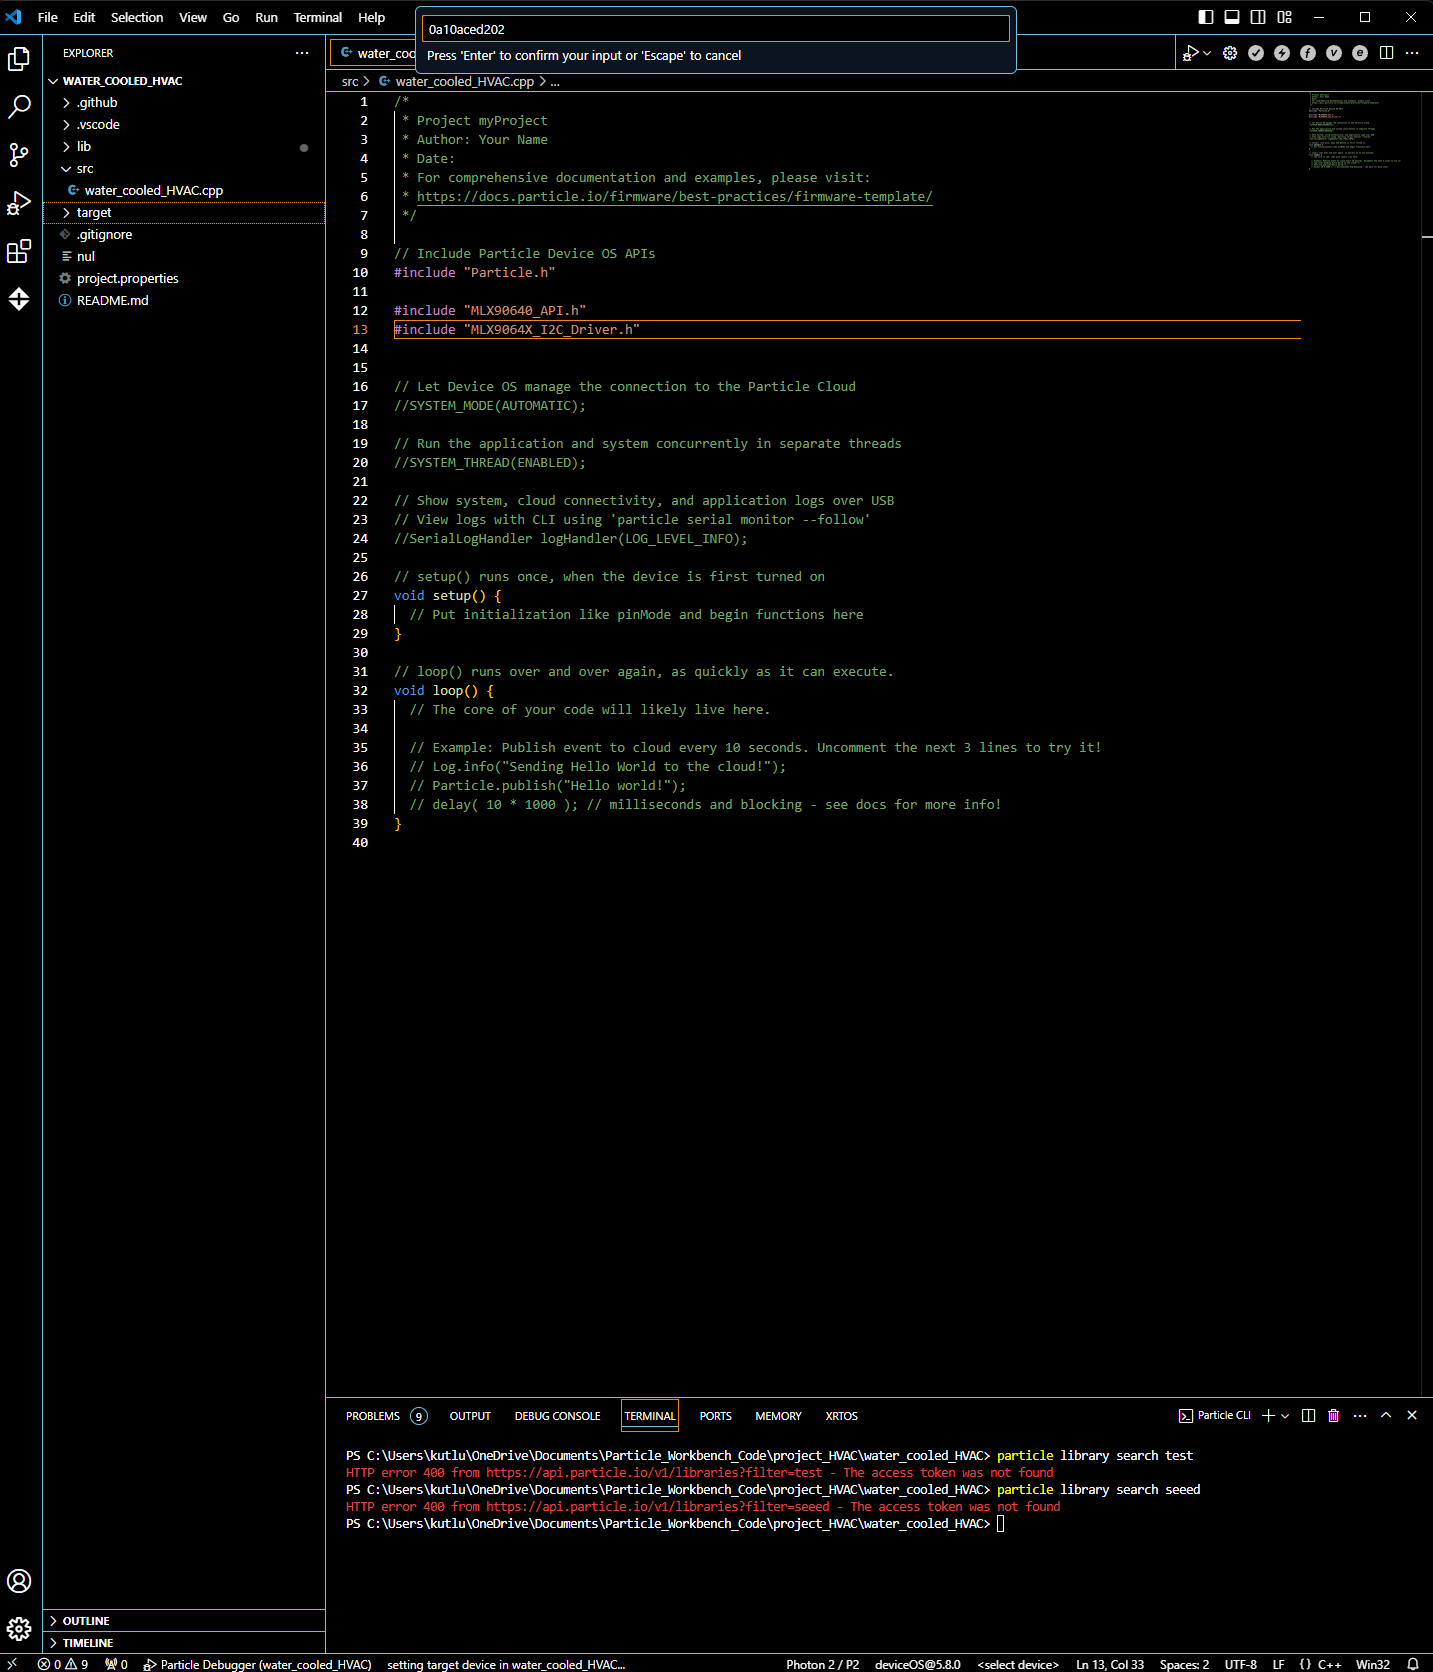 File Edit Selection View Go Run Terminal Help
0a10aced202
Press 'Enter' to confirm your input or 'Escape' to cancel
EXPLORER
WATER_COOLED_HVAC
.github
.vscode
lib
src
water_cooled_HVAC.cpp
target
.gitignore
nul
project.properties
README.md
OUTLINE
TIMELINE
water_coo
src > water_cooled_HVAC.cpp > ...
1 /*
2 * Project myProject
3 * Author: Your Name
4 * Date:
5 * For comprehensive documentation and examples, please visit:
6 * https://docs.particle.io/firmware/best-practices/firmware-template/
7 */
8
9 // Include Particle Device OS APIs
10 #include "Particle.h"
11
12 #include "MLX90640_API.h"
13 #include "MLX9064X_I2C_Driver.h"
14
15
16 // Let Device OS manage the connection to the Particle Cloud
17 //SYSTEM_MODE(AUTOMATIC);
18
19 // Run the application and system concurrently in separate threads
20 //SYSTEM_THREAD(ENABLED);
21
22 // Show system, cloud connectivity, and application logs over USB
23 // View logs with CLI using 'particle serial monitor --follow'
24 //SerialLogHandler logHandler(LOG_LEVEL_INFO);
25
26 // setup() runs once, when the device is first turned on
27 void setup() {
28 // Put initialization like pinMode and begin functions here
29 }
30
31 // loop() runs over and over again, as quickly as it can execute.
32 void loop() {
33 // The core of your code will likely live here.
34
35 // Example: Publish event to cloud every 10 seconds. Uncomment the next 3 lines to try it!
36 // Log.info("Sending Hello World to the cloud!");
37 // Particle.publish("Hello world!");
38 // delay( 10 * 1000 ); // milliseconds and blocking - see docs for more info!
39 }
40
PROBLEMS 9 OUTPUT DEBUG CONSOLE TERMINAL PORTS MEMORY XRTOS Particle CLI
PS C:\Users\kutlu\OneDrive\Documents\Particle_Workbench_Code\project_HVAC\water_cooled_HVAC> particle library search test
HTTP error 400 from https://api.particle.io/v1/libraries?filter=test - The access token was not found
PS C:\Users\kutlu\OneDrive\Documents\Particle_Workbench_Code\project_HVAC\water_cooled_HVAC> particle library search seeed
HTTP error 400 from https://api.particle.io/v1/libraries?filter=seeed - The access token was not found
PS C:\Users\kutlu\OneDrive\Documents\Particle_Workbench_Code\project_HVAC\water_cooled_HVAC>
0 9 0 Particle Debugger (water_cooled_HVAC) setting target device in water_cooled_HVAC... Photon 2 / P2 deviceOS@5.8.0 <select device> Ln 13, Col 33 Spaces: 2 UTF-8 LF {} C++ Win32